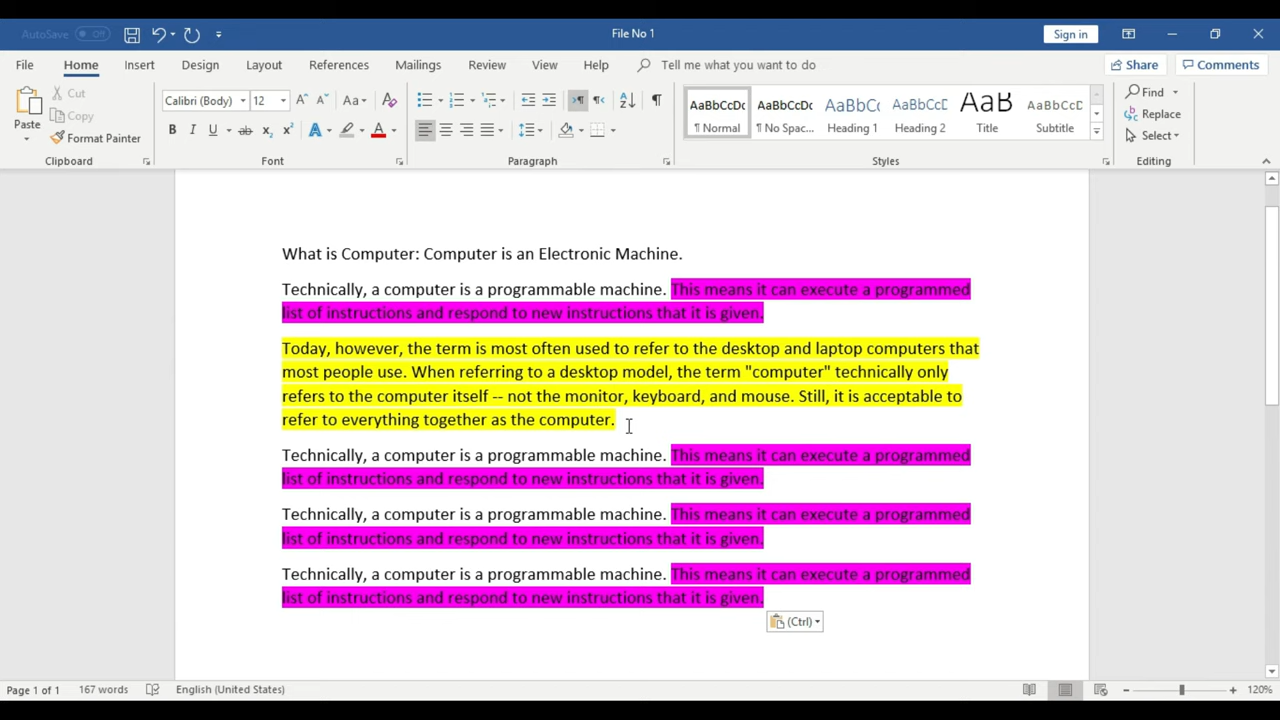 AutoSave Off File No 1 Sign in
File Home Insert Design Layout References Mailings Review View Help Tell me what you want to do Share Comments
Paste Cut Copy Format Painter
Clipboard
Calibri (Body) 12 Aa
B I U ab x₂ x² A A
Font
Paragraph
AaBbCcDc AaBbCcDc AaBbCc AaBbCcD AaB AaBbCcD
¶ Normal ¶ No Spac... Heading 1 Heading 2 Title Subtitle
Styles
Find
Replace
Select
Editing
What is Computer: Computer is an Electronic Machine.
Technically, a computer is a programmable machine. This means it can execute a programmed
list of instructions and respond to new instructions that it is given.
Today, however, the term is most often used to refer to the desktop and laptop computers that
most people use. When referring to a desktop model, the term "computer" technically only
refers to the computer itself -- not the monitor, keyboard, and mouse. Still, it is acceptable to
refer to everything together as the computer.
Technically, a computer is a programmable machine. This means it can execute a programmed
list of instructions and respond to new instructions that it is given.
Technically, a computer is a programmable machine. This means it can execute a programmed
list of instructions and respond to new instructions that it is given.
Technically, a computer is a programmable machine. This means it can execute a programmed
list of instructions and respond to new instructions that it is given.
(Ctrl)
Page 1 of 1 167 words English (United States) 120%